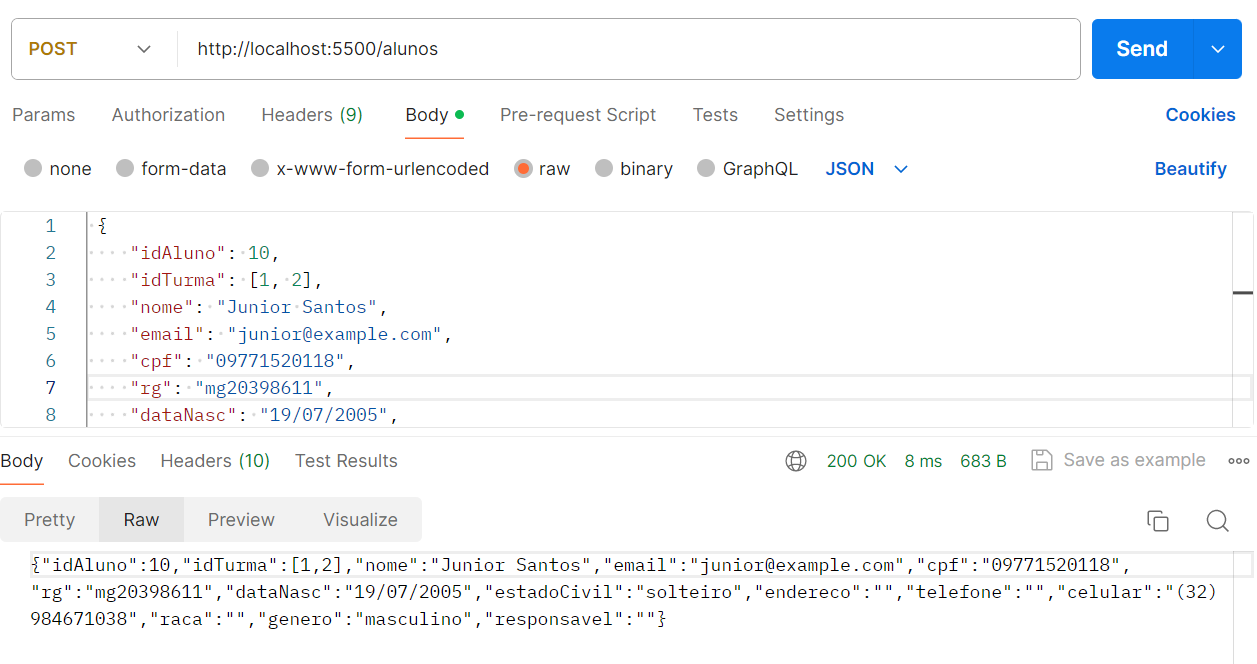 POST http://localhost:5500/alunos Send
Params Authorization Headers (9) Body Pre-request Script Tests Settings Cookies
none form-data x-www-form-urlencoded raw binary GraphQL JSON Beautify
1 {
2 "idAluno": 10,
3 "idTurma": [1, 2],
4 "nome": "Junior Santos",
5 "email": "junior@example.com",
6 "cpf": "09771520118",
7 "rg": "mg20398611",
8 "dataNasc": "19/07/2005",
Body Cookies Headers (10) Test Results 200 OK 8 ms 683 B Save as example
Pretty Raw Preview Visualize
{"idAluno":10,"idTurma":[1,2],"nome":"Junior Santos","email":"junior@example.com","cpf":"09771520118",
"rg":"mg20398611","dataNasc":"19/07/2005","estadoCivil":"solteiro","endereco":"","telefone":"","celular":"(32)
984671038","raca":"","genero":"masculino","responsavel":""}